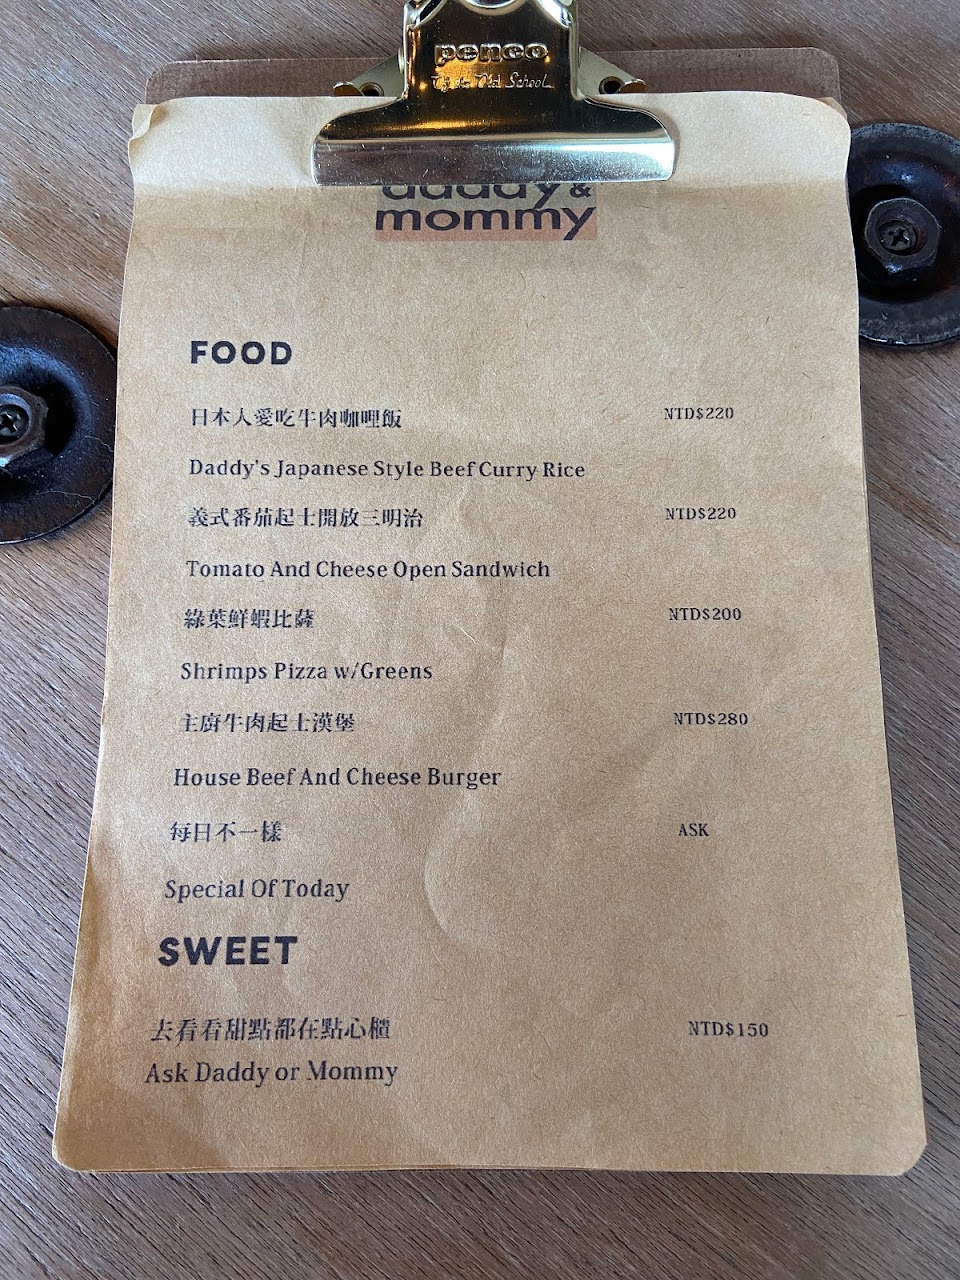 penco
daddy &
mommy
FOOD
日本人愛吃牛肉咖哩飯 NTD$220
Daddy's Japanese Style Beef Curry Rice
義式番茄起士開放三明治 NTD$220
Tomato And Cheese Open Sandwich
綠葉鮮蝦比薩 NTD$200
Shrimps Pizza w/Greens
主廚牛肉起士漢堡 NTD$280
House Beef And Cheese Burger
每日不一樣 ASK
Special Of Today
SWEET
去看看甜點都在點心櫃 NTD$150
Ask Daddy or Mommy